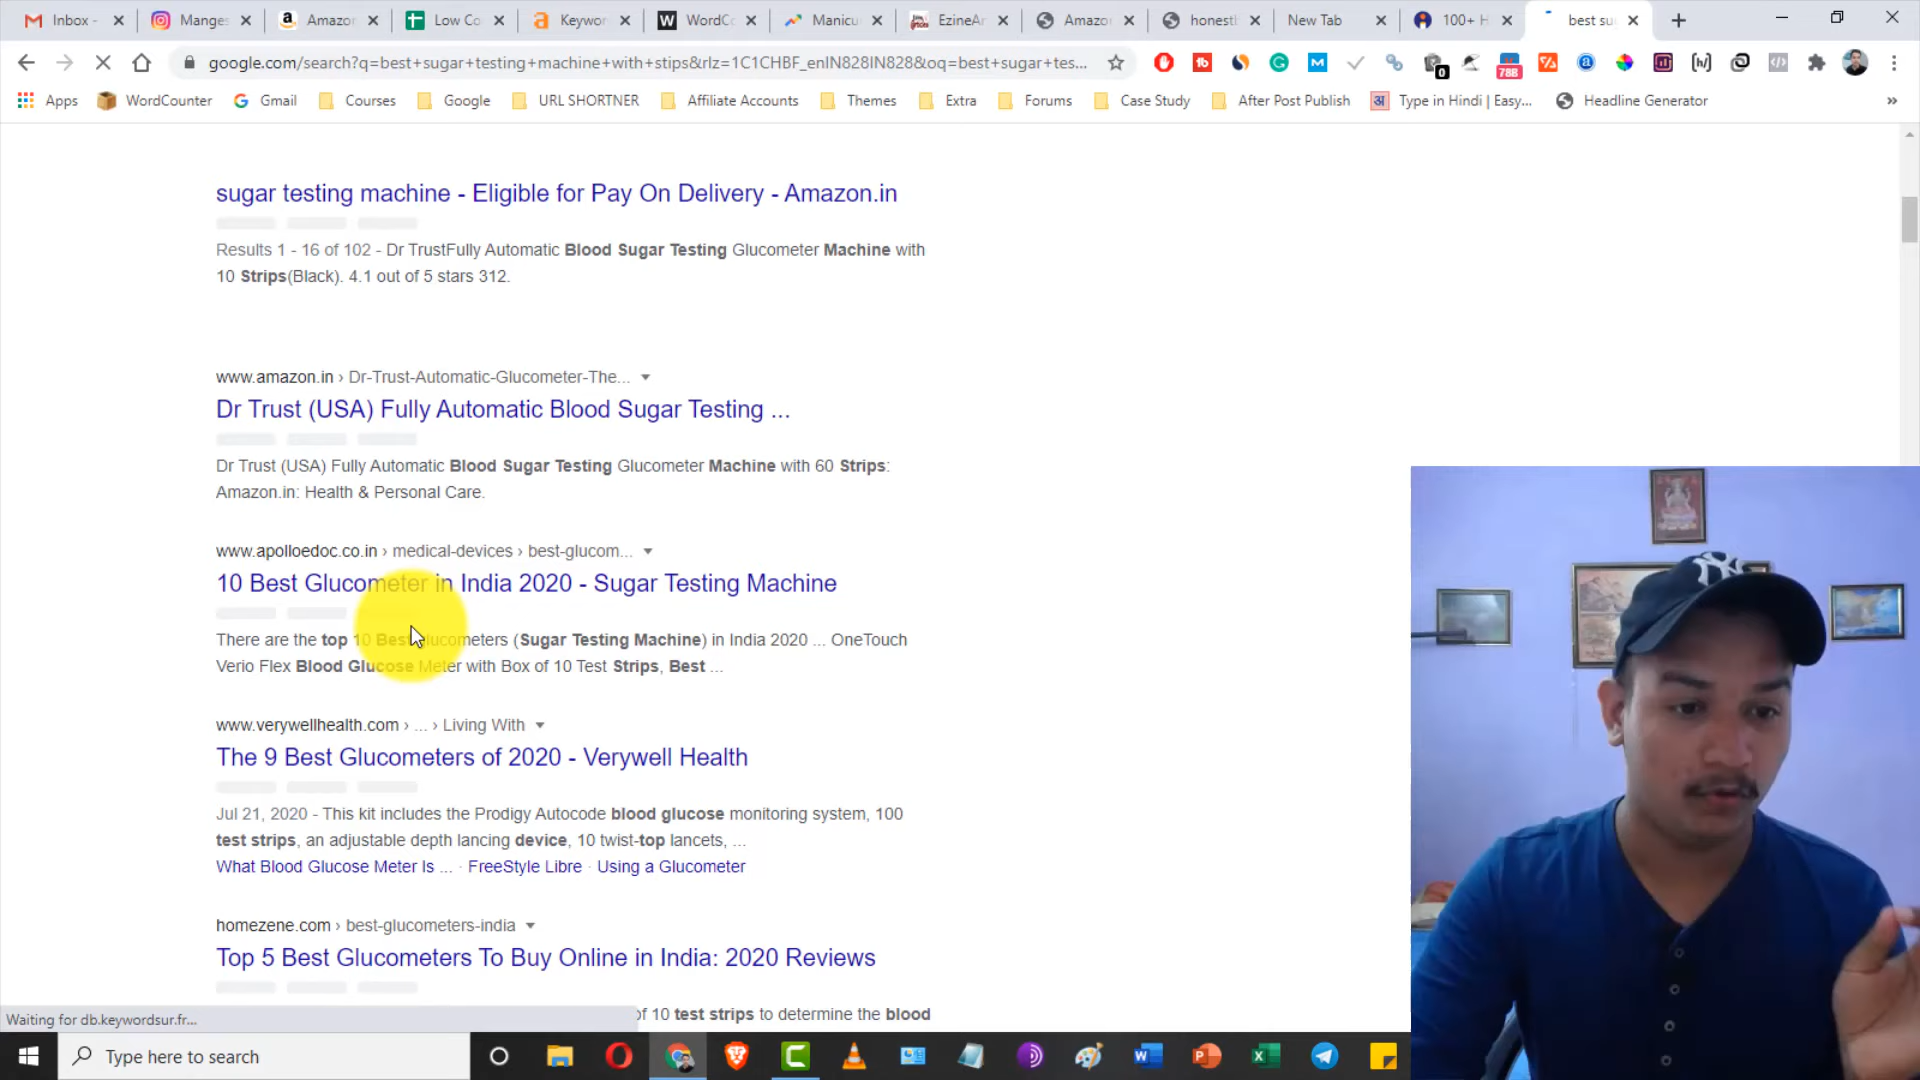 Inbox -
Manges
Amazon
Low Co
Keywor
WordCo
Manicu
EzineAr
Amazo
honestl
New Tab
100+ H
best su
google.com/search?q=best+sugar+testing+machine+with+stips&rlz=1C1CHBF_enIN828IN828&oq=best+sugar+tes...
0
788
Apps
WordCounter
Gmail
Courses
Google
URL SHORTNER
Affiliate Accounts
Themes
Extra
Forums
Case Study
After Post Publish
अ
Type in Hindi | Easy...
Headline Generator
»
sugar testing machine - Eligible for Pay On Delivery - Amazon.in
Results 1 - 16 of 102 - Dr TrustFully Automatic Blood Sugar Testing Glucometer Machine with
10 Strips(Black). 4.1 out of 5 stars 312.
www.amazon.in › Dr-Trust-Automatic-Glucometer-The...
Dr Trust (USA) Fully Automatic Blood Sugar Testing ...
Dr Trust (USA) Fully Automatic Blood Sugar Testing Glucometer Machine with 60 Strips:
Amazon.in: Health & Personal Care.
www.apolloedoc.co.in › medical-devices › best-glucom...
10 Best Glucometer in India 2020 - Sugar Testing Machine
There are the top 10 Best Glucometers (Sugar Testing Machine) in India 2020 ... OneTouch
Verio Flex Blood Glucose Meter with Box of 10 Test Strips, Best ...
www.verywellhealth.com › ... › Living With
The 9 Best Glucometers of 2020 - Verywell Health
Jul 21, 2020 - This kit includes the Prodigy Autocode blood glucose monitoring system, 100
test strips, an adjustable depth lancing device, 10 twist-top lancets, ...
What Blood Glucose Meter Is ... · FreeStyle Libre · Using a Glucometer
homezene.com › best-glucometers-india
Top 5 Best Glucometers To Buy Online in India: 2020 Reviews
of 10 test strips to determine the blood
Waiting for db.keywordsur.fr...
Type here to search